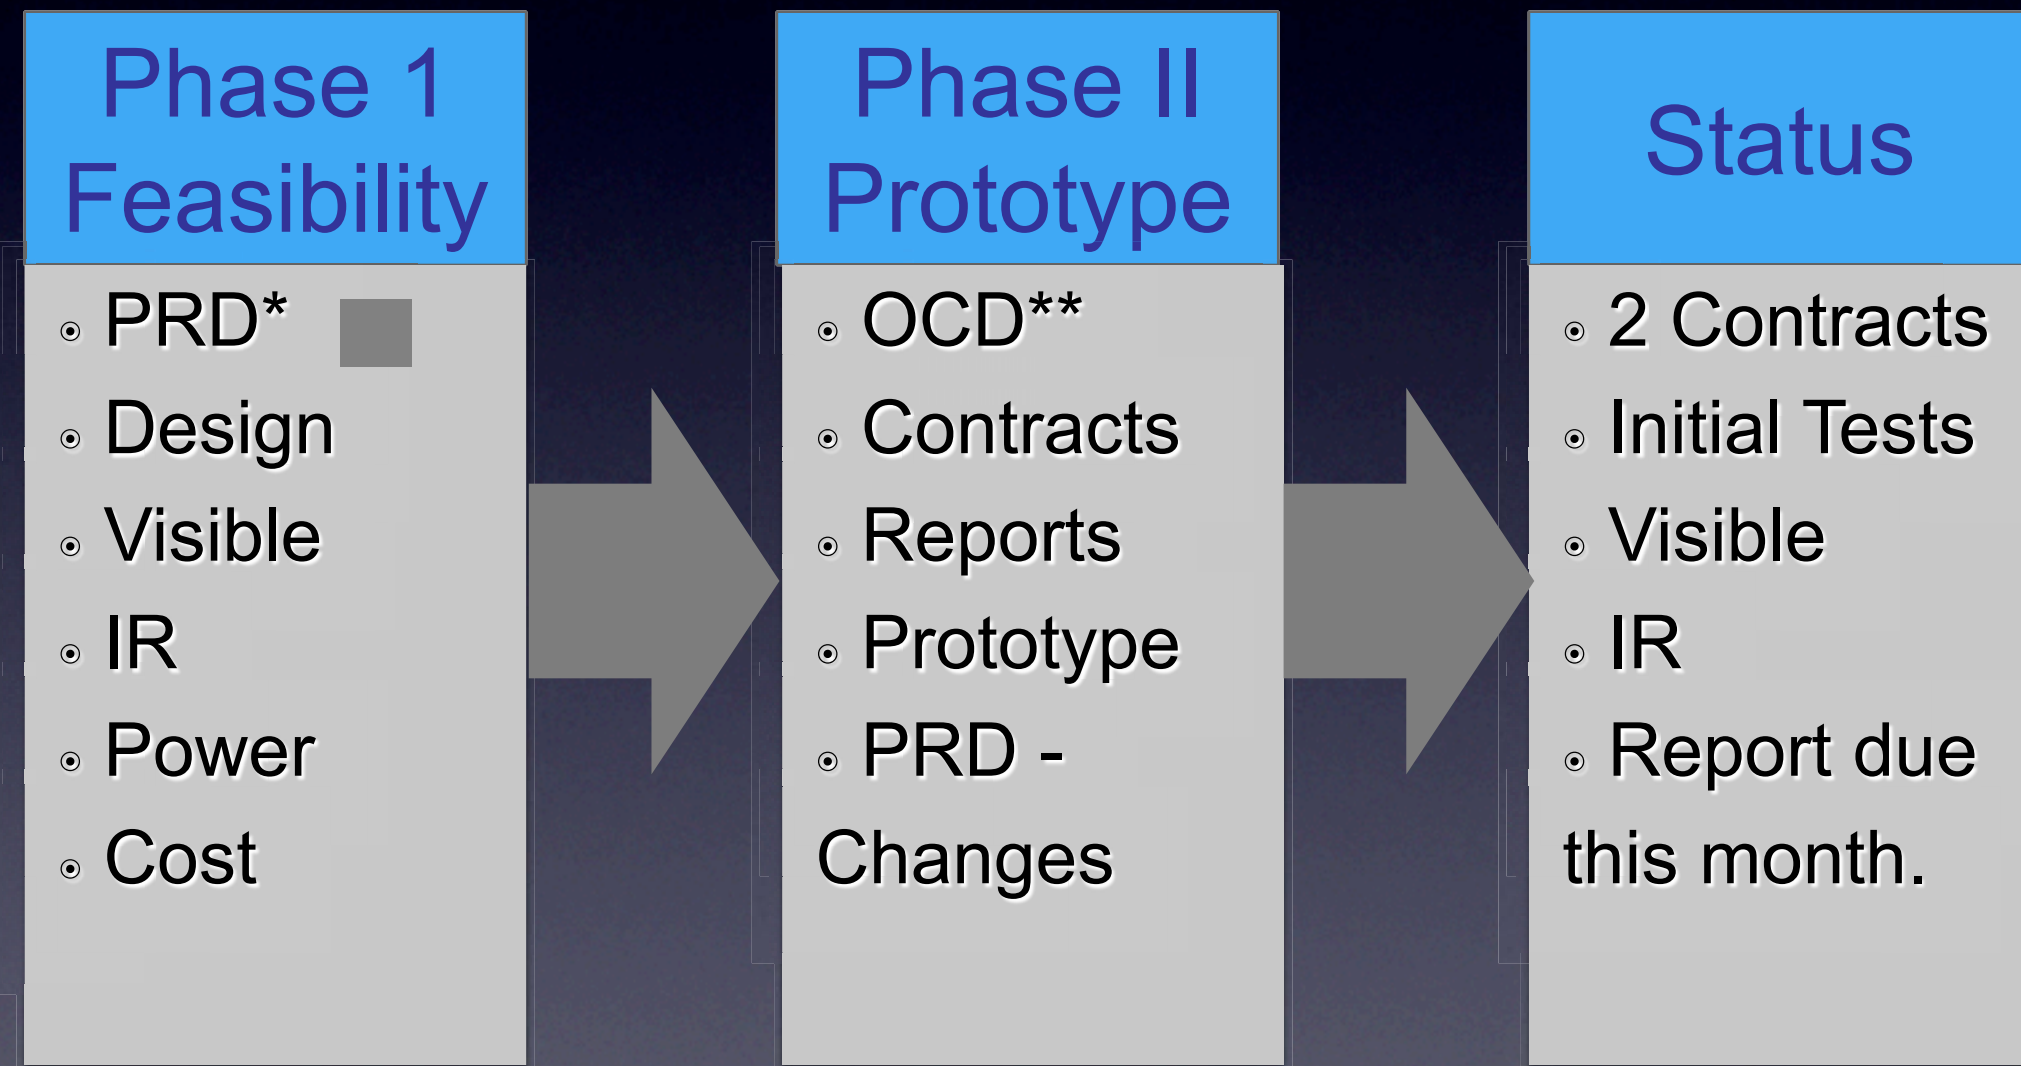 Phase 1
Feasibility
PRD*
Design
Visible
IR
Power
Cost
Phase II
Prototype
OCD**
Contracts
Reports
Prototype
PRD -
Changes
Status
2 Contracts
Initial Tests
Visible
IR
Report due
this month.